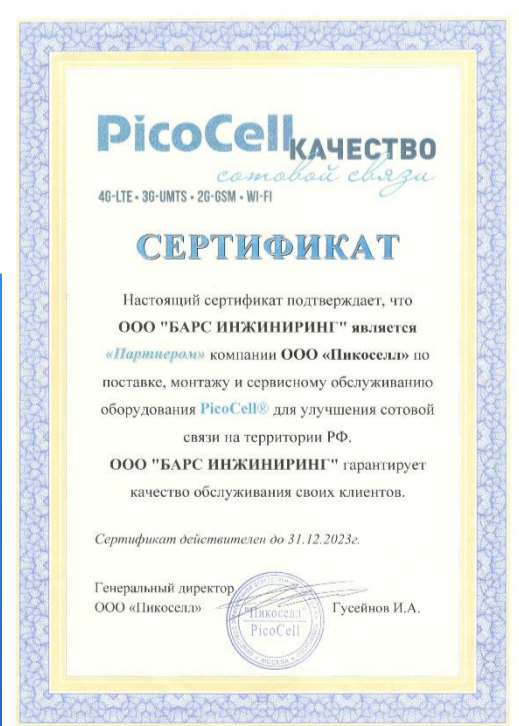 PicoCell КАЧЕСТВО
сотовой связи
4G-LTE • 3G-UMTS • 2G-GSM • WI-FI
СЕРТИФИКАТ
Настоящий сертификат подтверждает, что
ООО "БАРС ИНЖИНИРИНГ" является
«Партнером» компании ООО «Пикоселл» по
поставке, монтажу и сервисному обслуживанию
оборудования PicoCell® для улучшения сотовой
связи на территории РФ.
ООО "БАРС ИНЖИНИРИНГ" гарантирует
качество обслуживания своих клиентов.
Сертификат действителен до 31.12.2023г.
Генеральный директор
ООО «Пикоселл»
"Пикоселл"
PicoCell
МОСКВА
Гусейнов И.А.